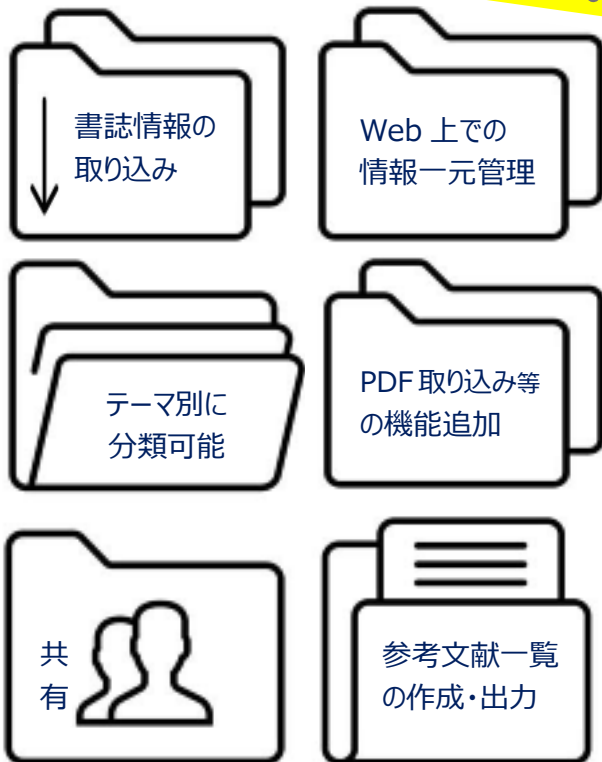 書誌情報の
取り込み
Web 上での
情報一元管理
テーマ別に
分類可能
PDF 取り込み等
の機能追加
共
有
参考文献一覧
の作成・出力